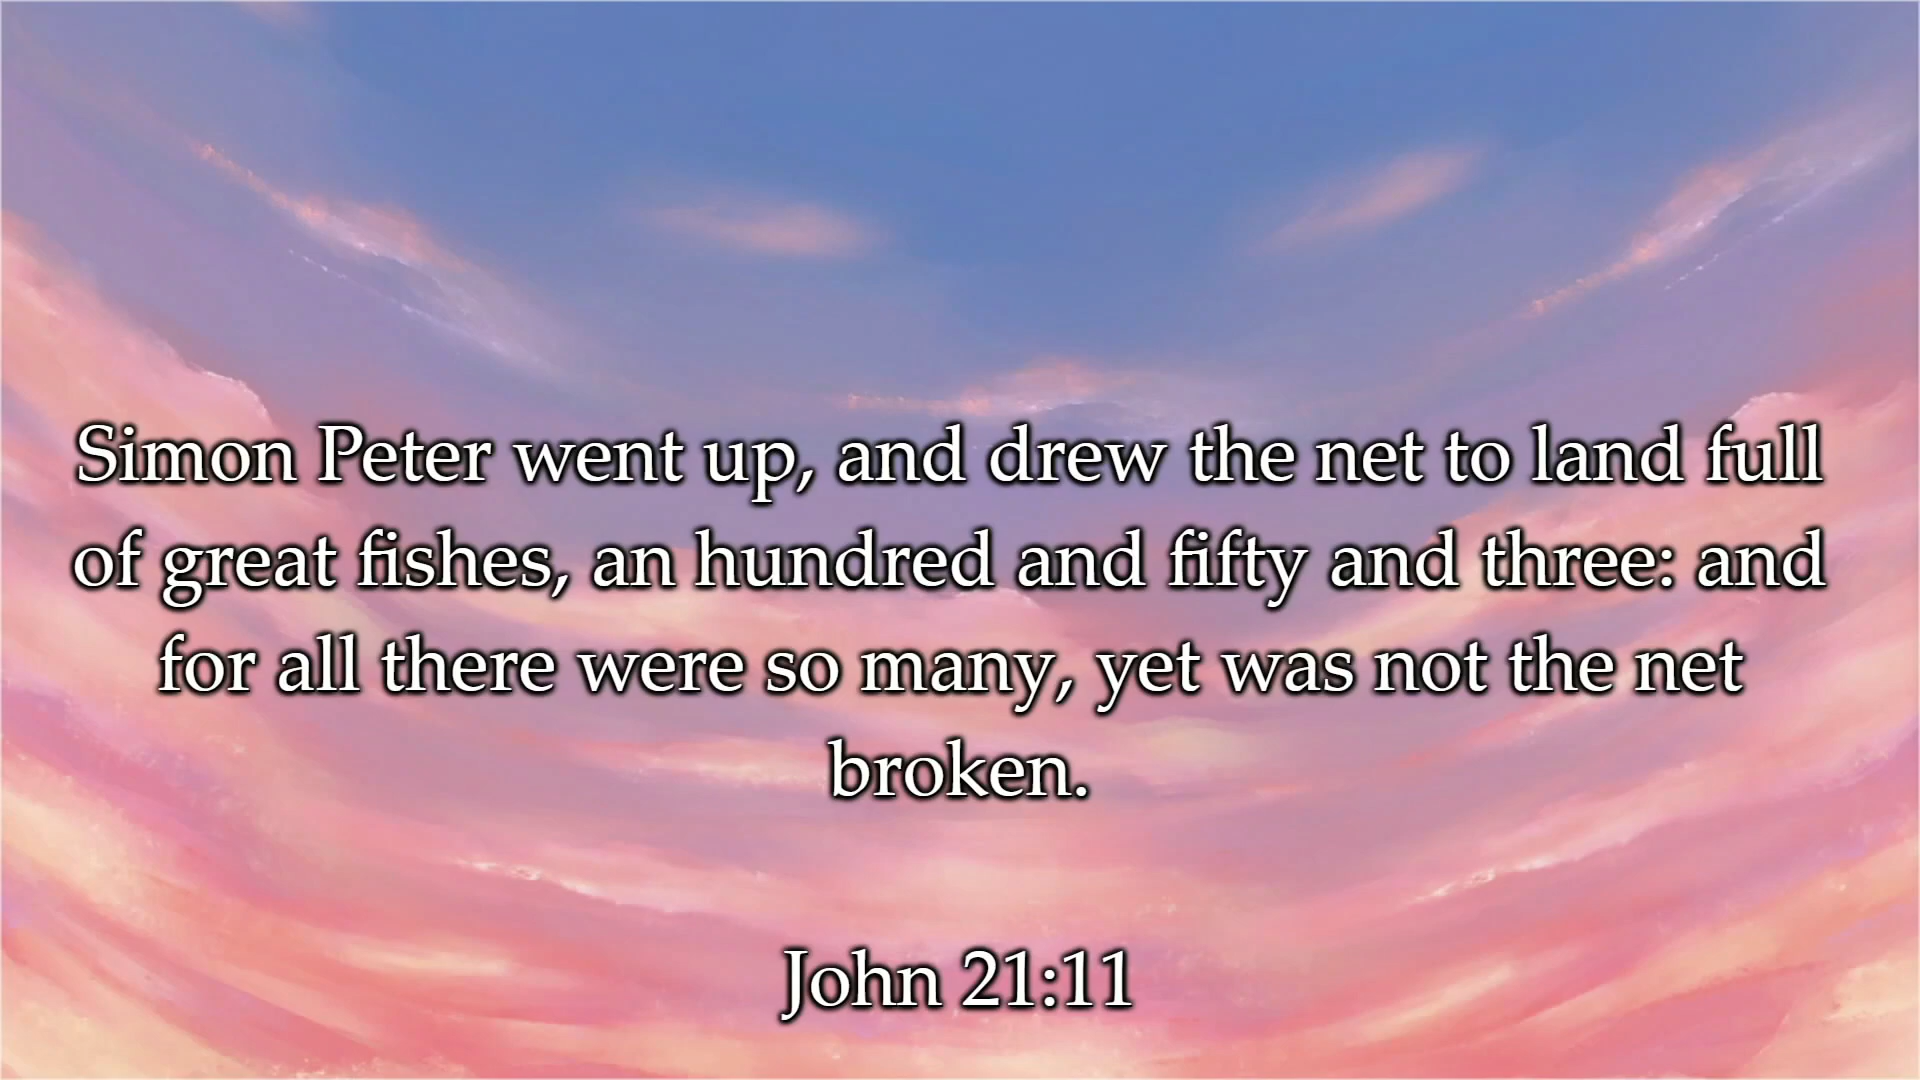 Simon Peter went up, and drew the net to land full
of great fishes, an hundred and fifty and three: and
for all there were so many, yet was not the net
broken.
John 21:11